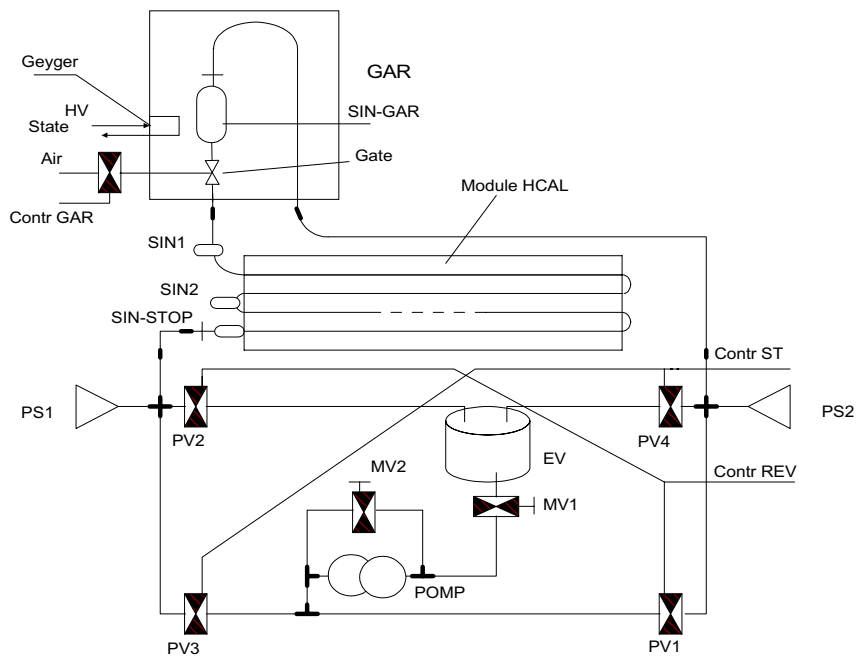 Geyger
GAR
HV
SIN-GAR
State
Air
Gate
Module HCAL
Contr GAR
SIN1
SIN2
SIN-STOP
Contr ST
PS1
PS2
PV2
PV4
EV
MV2
Contr REV
MV1
POMP
PV3
PV1